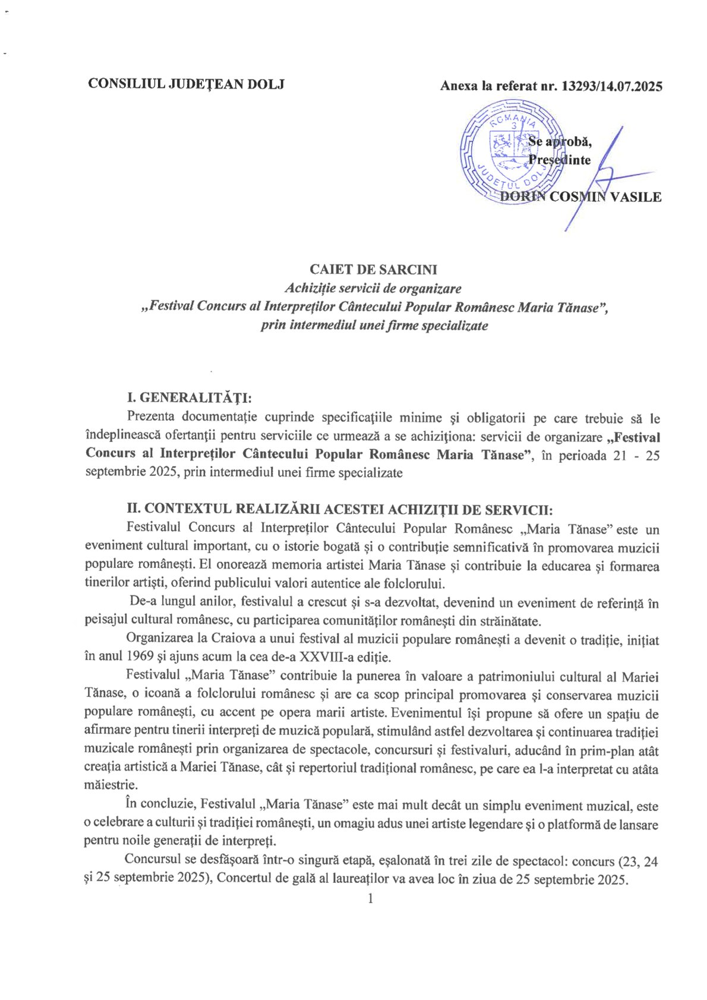 CONSILIUL JUDEȚEAN DOLJ
Anexa la referat nr. 13293/14.07.2025
ROMANIA
3
JUDEȚUL DOLJ
Se aprobă,
Președinte
DORIN COSMIN VASILE
CAIET DE SARCINI
Achiziție servicii de organizare
„Festival Concurs al Interpreților Cântecului Popular Românesc Maria Tănase”,
prin intermediul unei firme specializate
I. GENERALITĂŢI:
Prezenta documentație cuprinde specificaţiile minime şi obligatorii pe care trebuie să le
îndeplinească ofertanţii pentru serviciile ce urmează a se achiziţiona: servicii de organizare „Festival
Concurs al Interpreților Cântecului Popular Românesc Maria Tănase”, în perioada 21 - 25
septembrie 2025, prin intermediul unei firme specializate
II. CONTEXTUL REALIZĂRII ACESTEI ACHIZIȚII DE SERVICII:
Festivalul Concurs al Interpreților Cântecului Popular Românesc „Maria Tănase” este un
eveniment cultural important, cu o istorie bogată și o contribuție semnificativă în promovarea muzicii
populare românești. El onorează memoria artistei Maria Tănase și contribuie la educarea și formarea
tinerilor artiști, oferind publicului valori autentice ale folclorului.
De-a lungul anilor, festivalul a crescut și s-a dezvoltat, devenind un eveniment de referință în
peisajul cultural românesc, cu participarea comunităților românești din străinătate.
Organizarea la Craiova a unui festival al muzicii populare românești a devenit o tradiție, inițiat
în anul 1969 și ajuns acum la cea de-a XXVIII-a ediție.
Festivalul „Maria Tănase” contribuie la punerea în valoare a patrimoniului cultural al Mariei
Tănase, o icoană a folclorului românesc și are ca scop principal promovarea și conservarea muzicii
populare românești, cu accent pe opera marii artiste. Evenimentul își propune să ofere un spațiu de
afirmare pentru tinerii interpreți de muzică populară, stimulând astfel dezvoltarea și continuarea tradiției
muzicale românești prin organizarea de spectacole, concursuri și festivaluri, aducând în prim-plan atât
creația artistică a Mariei Tănase, cât și repertoriul tradițional românesc, pe care ea l-a interpretat cu atâta
măiestrie.
În concluzie, Festivalul „Maria Tănase” este mai mult decât un simplu eveniment muzical, este
o celebrare a culturii și tradiției românești, un omagiu adus unei artiste legendare și o platformă de lansare
pentru noile generații de interpreți.
Concursul se desfășoară într-o singură etapă, eșalonată în trei zile de spectacol: concurs (23, 24
și 25 septembrie 2025), Concertul de gală al laureaților va avea loc în ziua de 25 septembrie 2025.
1